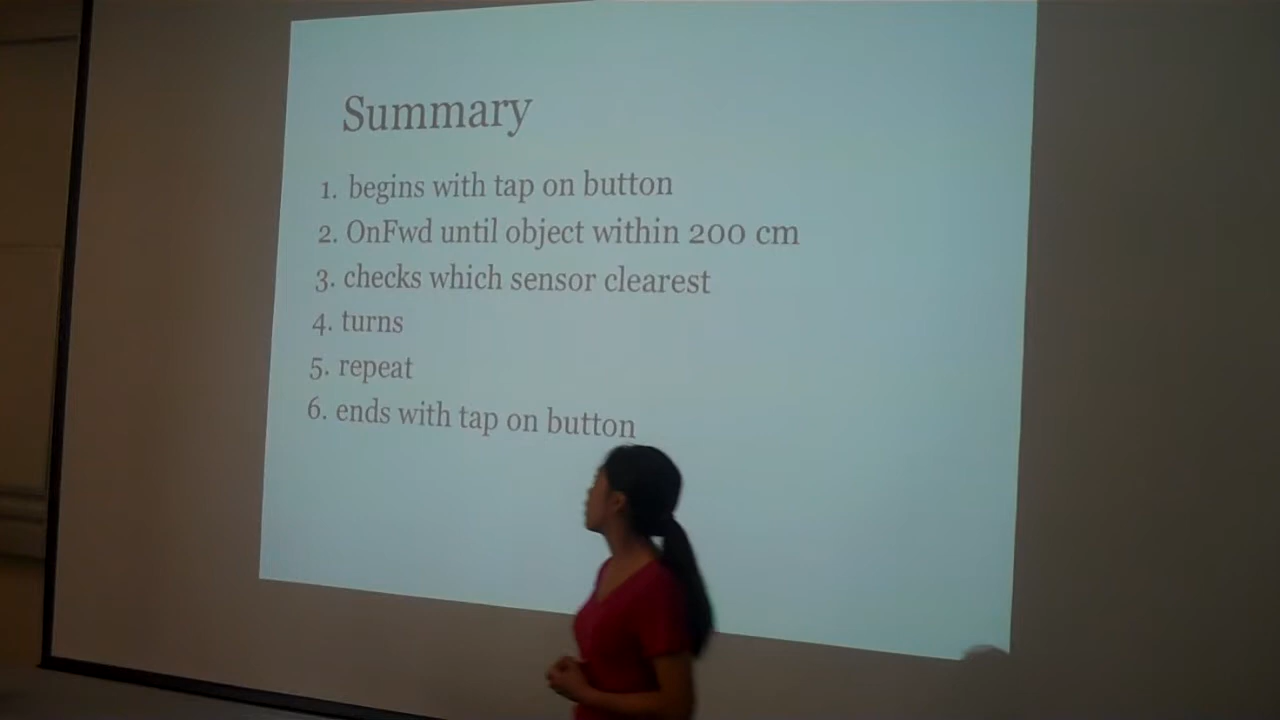 Summary
1. begins with tap on button
2. OnFwd until object within 200 cm
3. checks which sensor clearest
4. turns
5. repeat
6. ends with tap on button